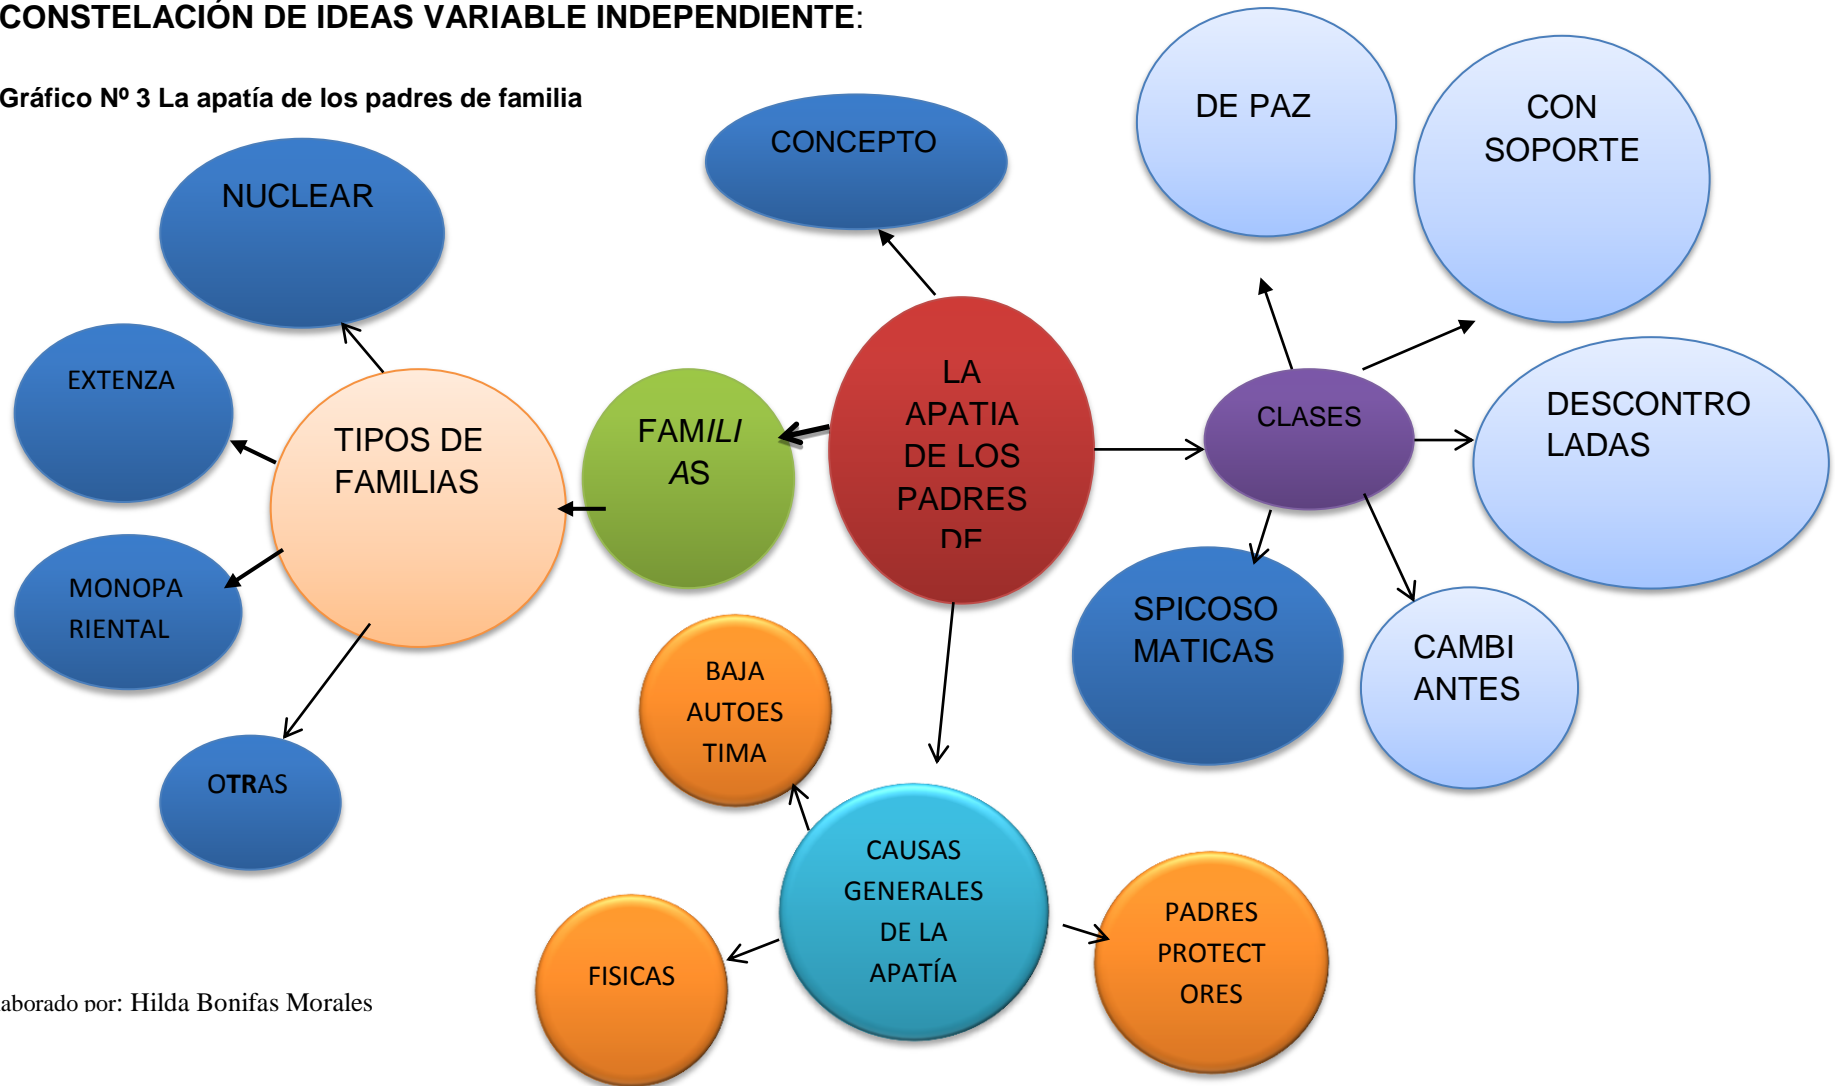 CONSTELACIÓN DE IDEAS VARIABLE INDEPENDIENTE:
Gráfico Nº 3 La apatía de los padres de familia
NUCLEAR
EXTENZA
MONOPA
RIENTAL
OTRAS
TIPOS DE
FAMILIAS
FAMILI
AS
CONCEPTO
LA
APATIA
DE LOS
PADRES
DE
CLASES
DE PAZ
CON
SOPORTE
DESCONTRO
LADAS
CAMBI
ANTES
SPICOSO
MATICAS
BAJA
AUTOES
TIMA
CAUSAS
GENERALES
DE LA
APATÍA
FISICAS
PADRES
PROTECT
ORES
aborado por: Hilda Bonifas Morales